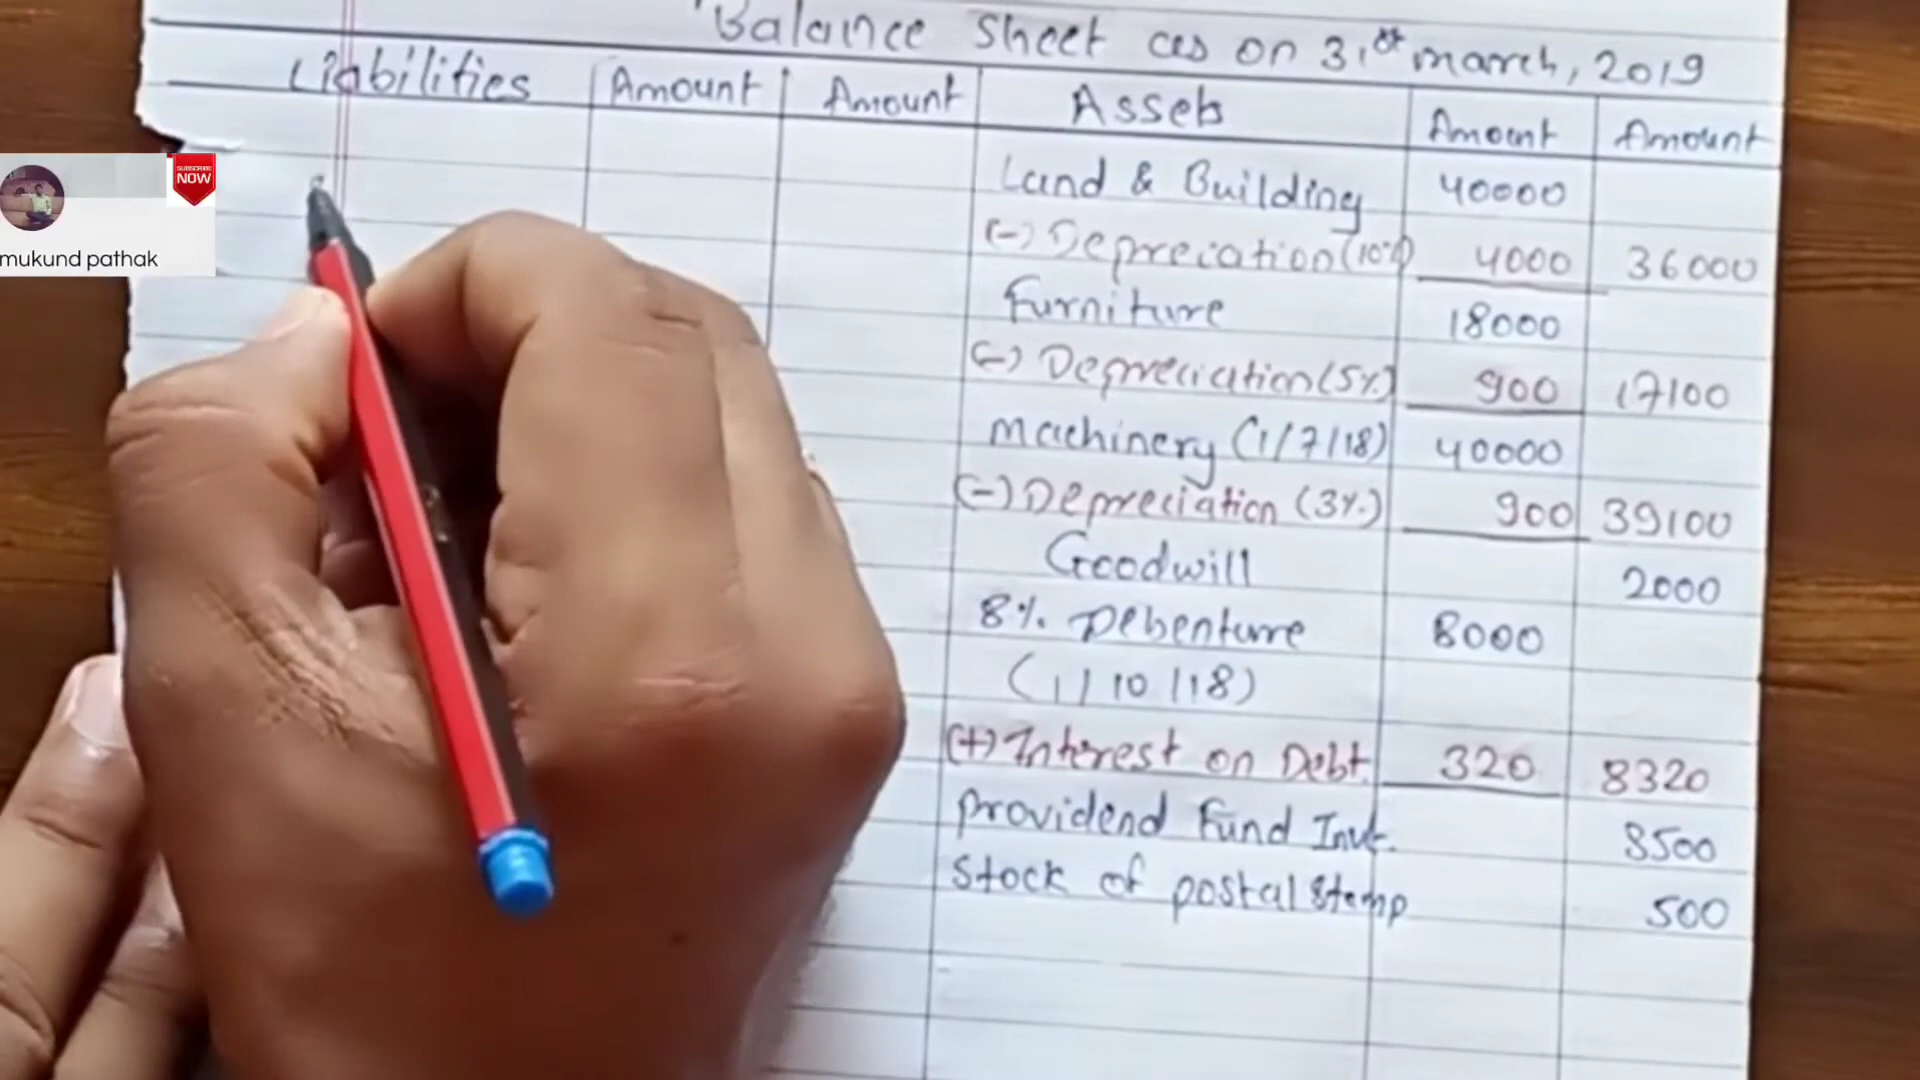 Balance Sheet as on 31st march, 2019
Liabilities Amount Amount Assets Amount Amount
Land & Building 40000
(-) Depreciation (10%) 4000 36000
Furniture 18000
(-) Depreciation (5%) 900 17100
Machinery (1/7/18) 40000
(-) Depreciation (3%) 900 39100
Goodwill 2000
8% Debenture 8000
(1/10/18)
(+) Interest on Debt. 320 8320
Providend Fund Invt. 8500
Stock of postal stamp 500
SUBSCRIBE
NOW
mukund pathak